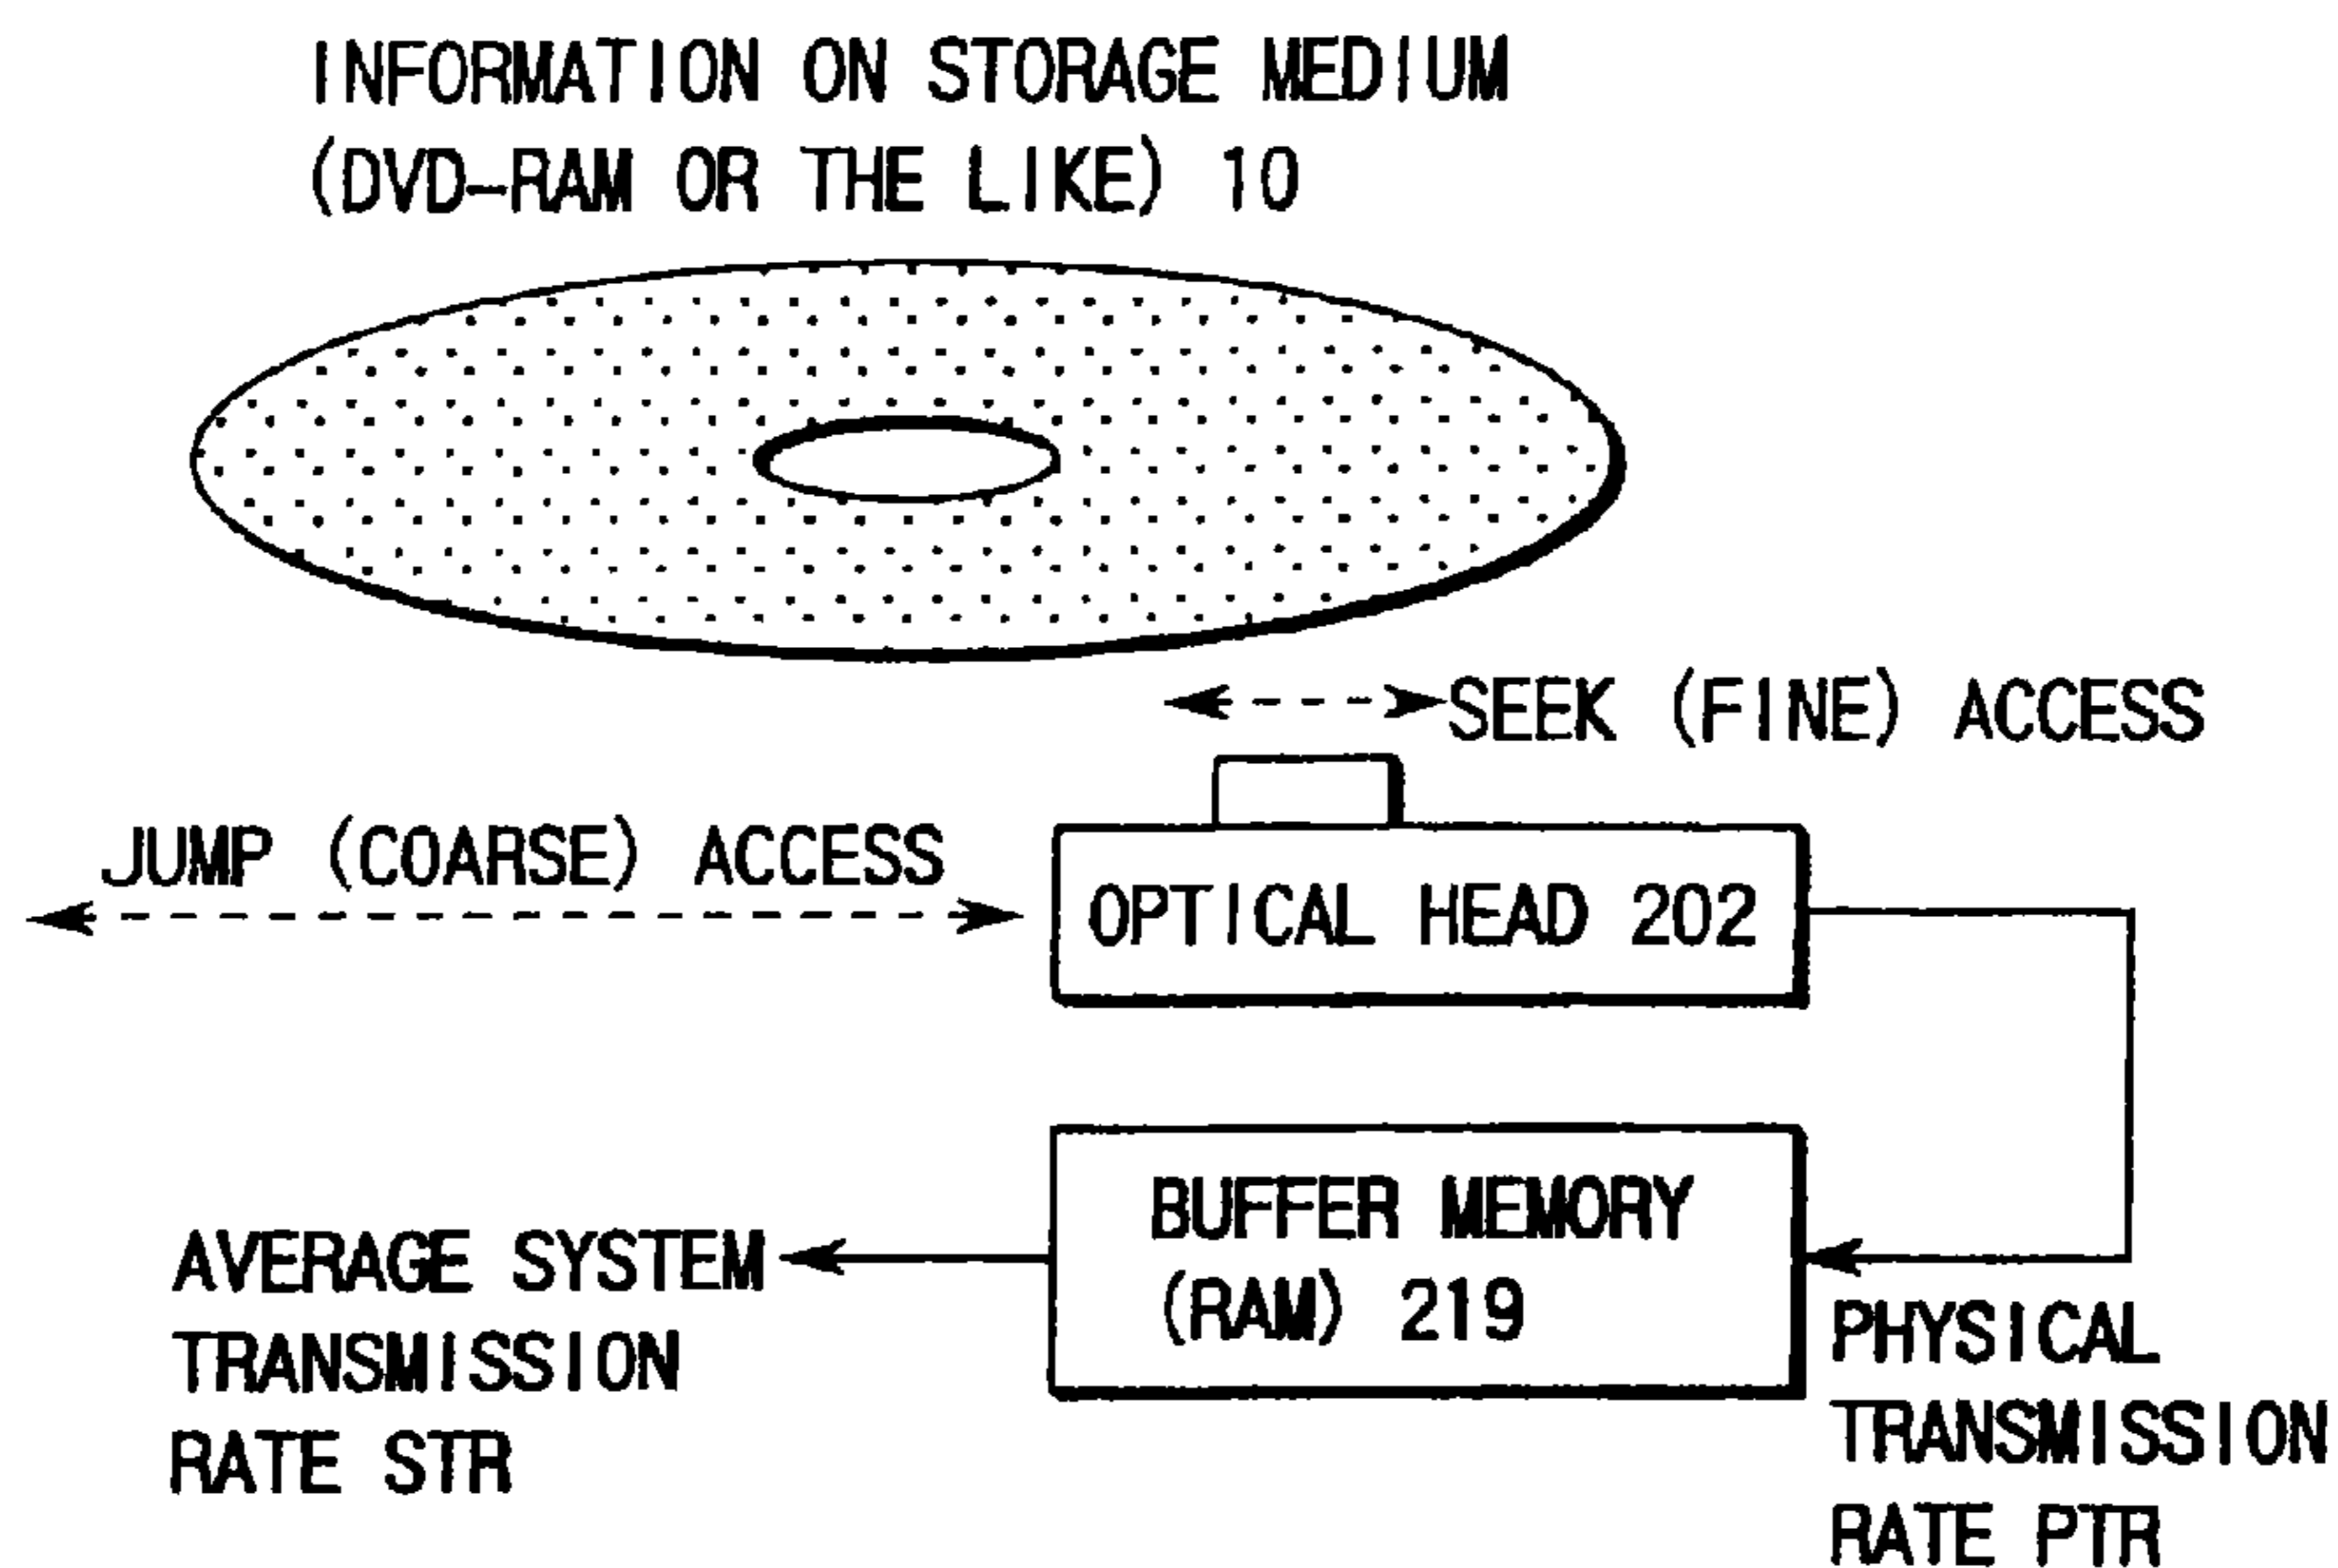 INFORMATION ON STORAGE MEDIUM
(DVD-RAM OR THE LIKE) 10
SEEK (FINE) ACCESS
JUMP (COARSE) ACCESS
OPTICAL HEAD 202
BUFFER MEMORY
(RAM) 219
AVERAGE SYSTEM
TRANSMISSION
RATE STR
PHYSICAL
TRANSMISSION
RATE PTR